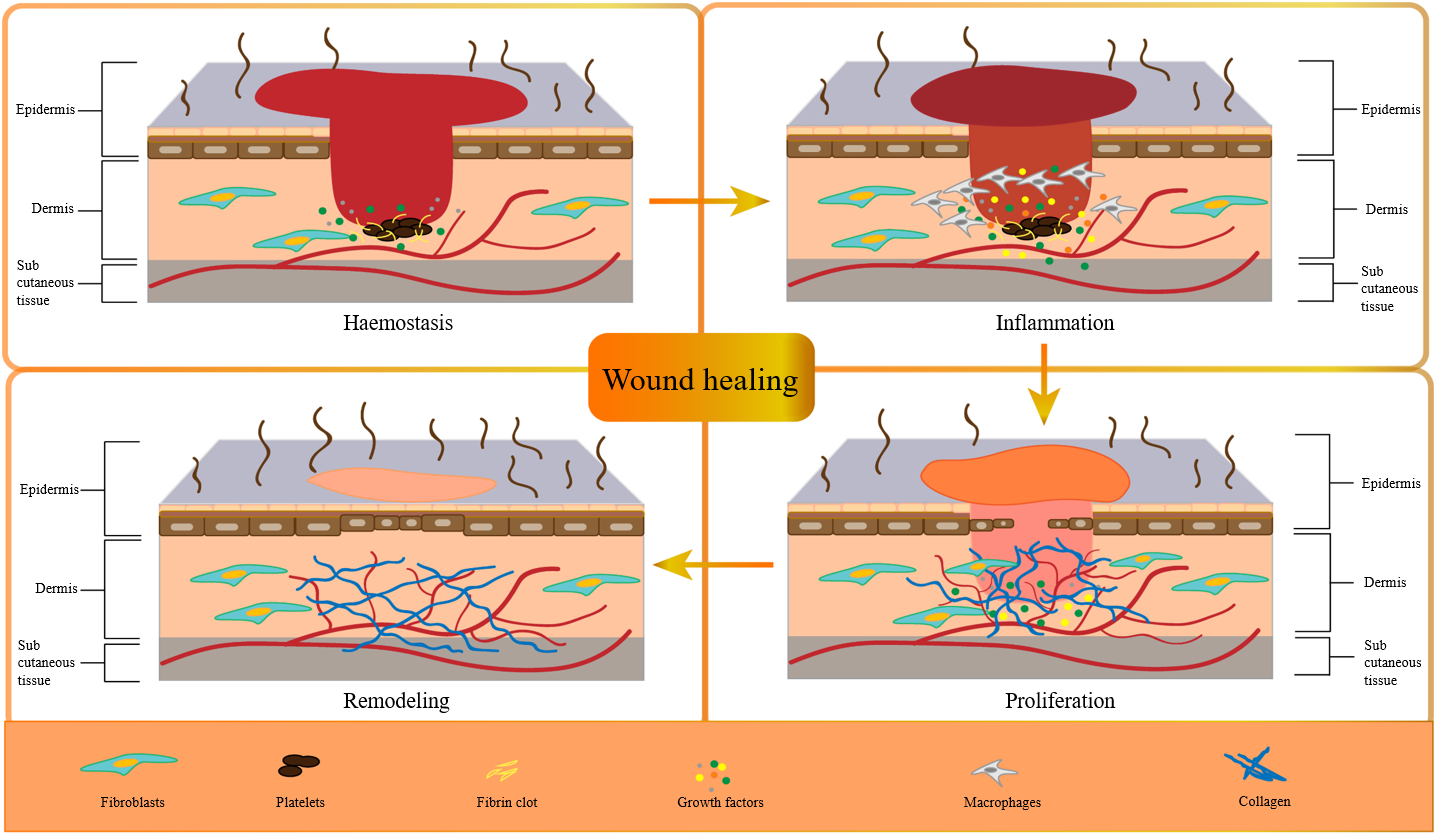 Epidermis
Dermis
Sub
cutaneous
tissue
Haemostasis
Epidermis
Dermis
Sub
cutaneous
tissue
Inflammation
Wound healing
Epidermis
Dermis
Sub
cutaneous
tissue
Remodeling
Epidermis
Dermis
Sub
cutaneous
tissue
Proliferation
Fibroblasts
Platelets
Fibrin clot
Growth factors
Macrophages
Collagen